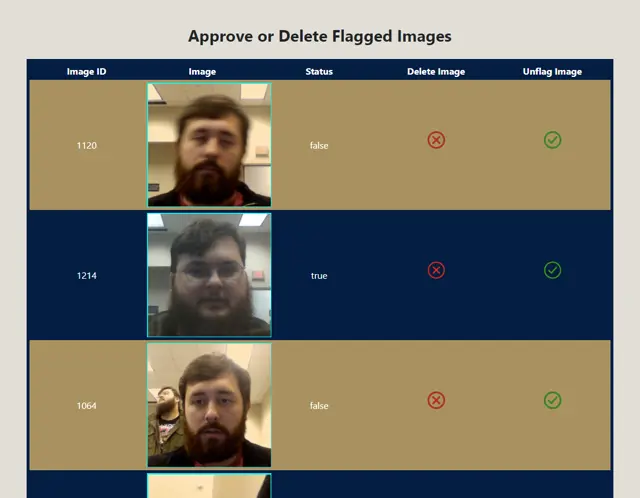 Approve or Delete Flagged Images
Image ID Image Status Delete Image Unflag Image
1120 false
1214 true
1064 false